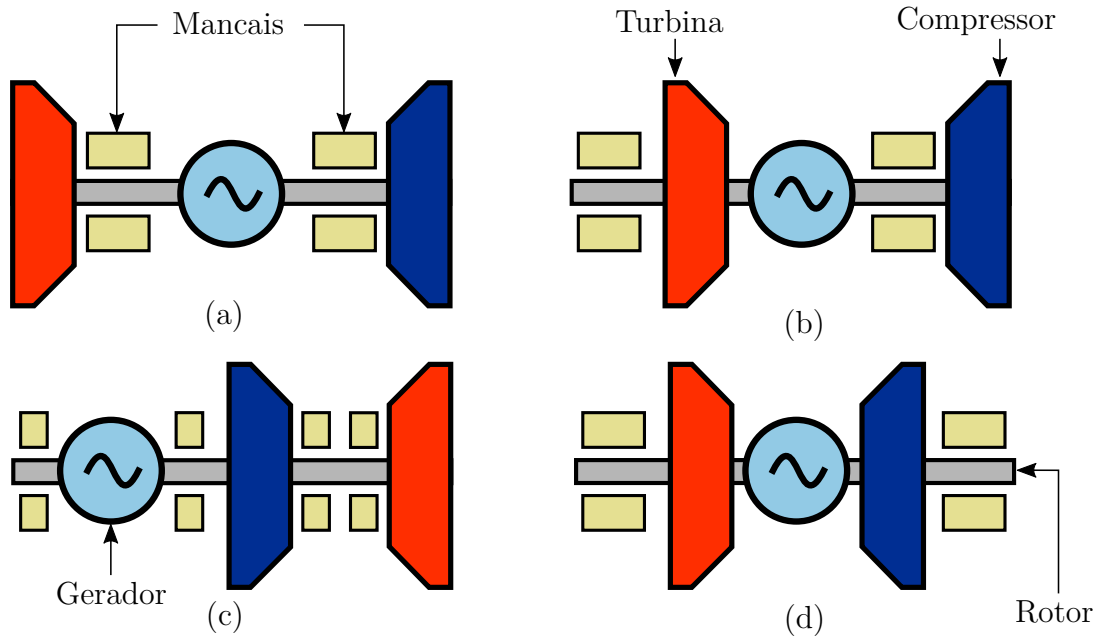 Mancais
Turbina
Compressor
(a)
(b)
Gerador
(c)
(d)
Rotor